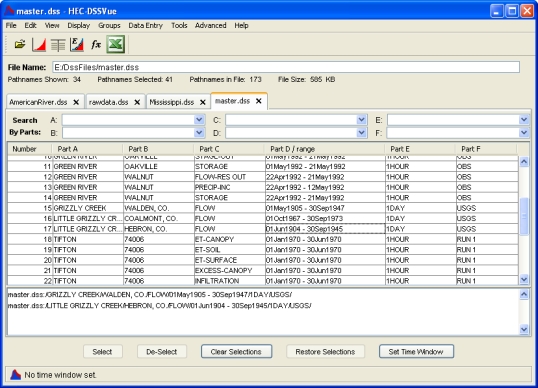 master.dss - HEC-DSSVue
File Edit View Display Groups Data Entry Tools Advanced Help
fx
File Name: E:/DssFiles/master.dss
Pathnames Shown: 34 Pathnames Selected: 41 Pathnames in File: 173 File Size: 585 KB
AmericanRiver.dss rawdata.dss Mississippi.dss master.dss
Search A: C: E:
By Parts: B: D: F:
Number Part A Part B Part C Part D / range Part E Part F
10 GREEN RIVER OAKVILLE STAGE-OUT 01May1992 - 21May1992 1HOUR OBS
11 GREEN RIVER OAKVILLE STORAGE 01May1992 - 21May1992 1HOUR OBS
12 GREEN RIVER WALNUT FLOW-RES OUT 22Apr1992 - 21May1992 1HOUR OBS
13 GREEN RIVER WALNUT PRECIP-INC 22Apr1992 - 12May1992 1HOUR OBS
14 GREEN RIVER WALNUT STORAGE 22Apr1992 - 21May1992 1HOUR OBS
15 GRIZZLY CREEK WALDEN, CO. FLOW 01May1905 - 30Sep1947 1DAY USGS
16 LITTLE GRIZZLY CR... COALMONT, CO. FLOW 01Oct1967 - 30Sep1973 1DAY USGS
17 LITTLE GRIZZLY CR... HEBRON, CO. FLOW 01Jun1904 - 30Sep1945 1DAY USGS
18 TIFTON 74006 ET-CANOPY 01Jan1970 - 30Jun1970 1HOUR RUN 1
19 TIFTON 74006 ET-SOIL 01Jan1970 - 30Jun1970 1HOUR RUN 1
20 TIFTON 74006 ET-SURFACE 01Jan1970 - 30Jun1970 1HOUR RUN 1
21 TIFTON 74006 EXCESS-CANOPY 01Jan1970 - 30Jun1970 1HOUR RUN 1
22 TIFTON 74006 INFILTRATION 01Jan1970 - 30Jun1970 1HOUR RUN 1
master.dss:/GRIZZLY CREEK/WALDEN, CO./FLOW/01May1905 - 30Sep1947/1DAY/USGS/
master.dss:/LITTLE GRIZZLY CREEK/HEBRON, CO./FLOW/01Jun1904 - 30Sep1945/1DAY/USGS/
Select De-Select Clear Selections Restore Selections Set Time Window
No time window set.